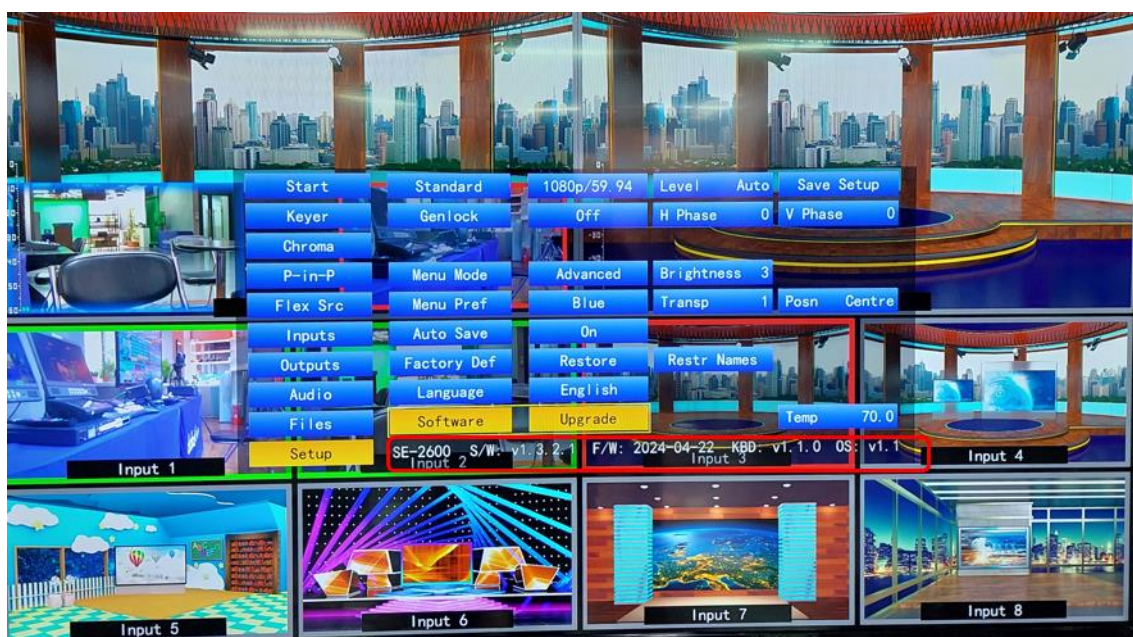 Start Standard 1080p/59.94 Level Auto Save Setup
Keyer Genlock Off H Phase 0 V Phase 0
Chroma
P-in-P Menu Mode Advanced Brightness 3
Flex Src Menu Pref Blue Transp 1 Posn Centre
Inputs Auto Save On
Outputs Factory Def Restore Restr Names
Audio Language English
Files Software Upgrade Temp 70.0
Setup SE-2600 S/W: v1.3.2.1 F/W: 2024-04-22 KBD: v1.1.0 OS: v1.1
Input 1 Input 2 Input 3 Input 4
Input 5 Input 6 Input 7 Input 8